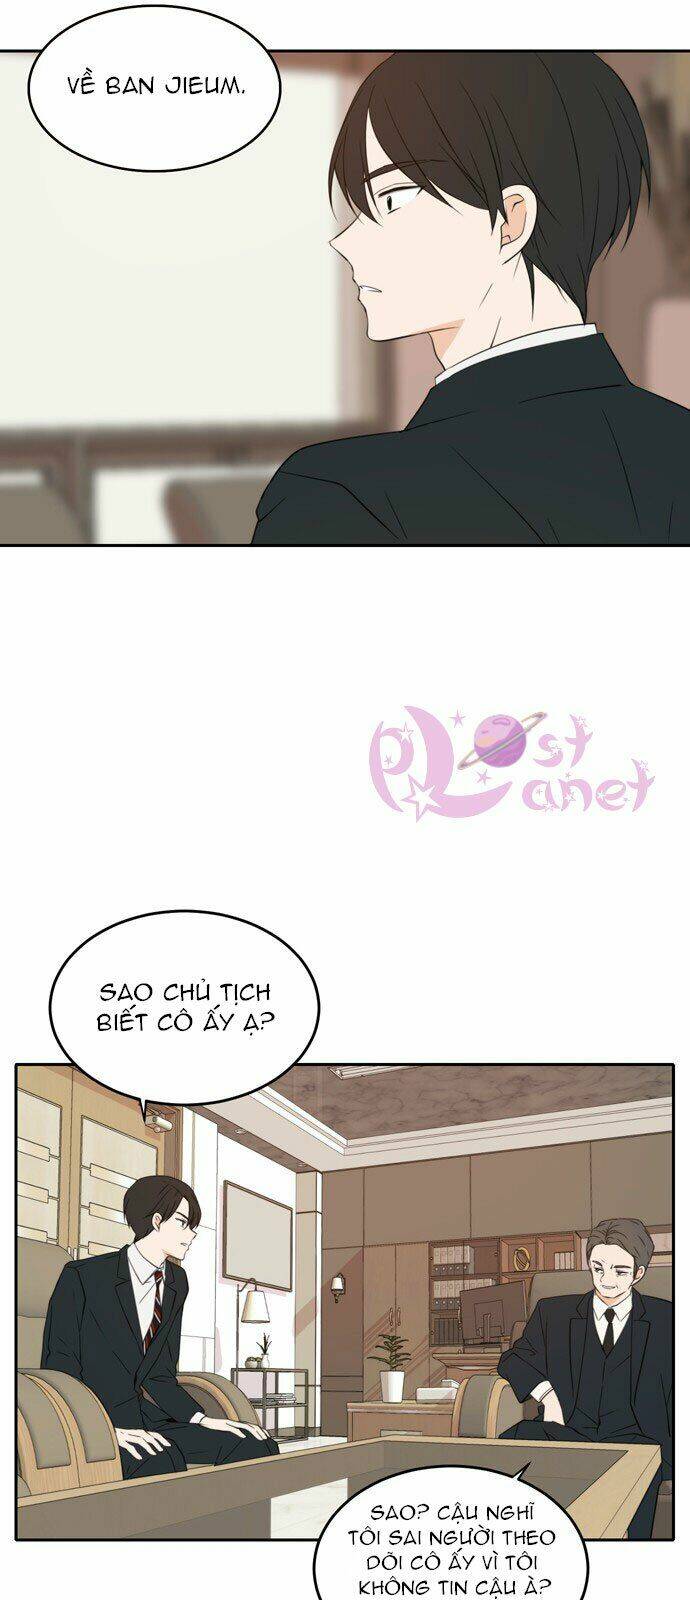 VỀ BAN JIEUM.
Lost
Planet
SAO CHỦ TỊCH
BIẾT CÔ ẤY Ạ?
SAO? CẬU NGHĨ
TÔI SAI NGƯỜI THEO
DÕI CÔ ẤY VÌ TÔI
KHÔNG TIN CẬU À?